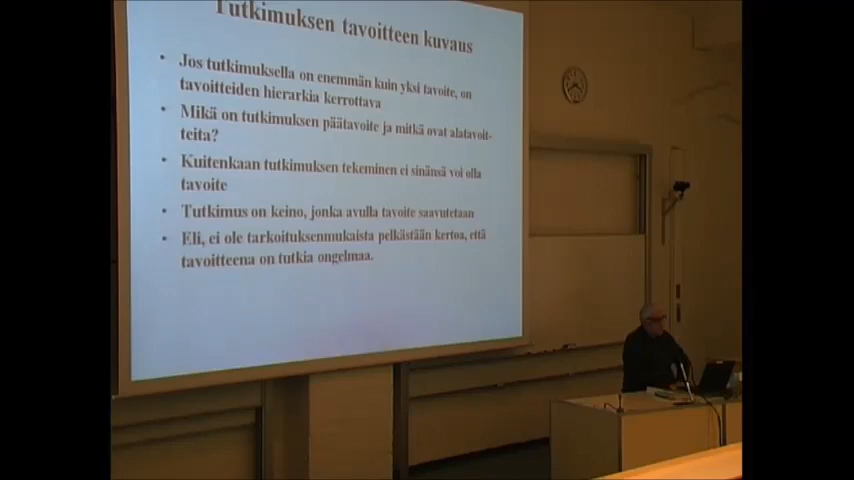 Tutkimuksen tavoitteen kuvaus
• Jos tutkimuksella on enemmän kuin yksi tavoite, on
tavoitteiden hierarkia kerrottava
• Mikä on tutkimuksen päätavoite ja mitkä ovat alatavoit-
teita?
• Kuitenkaan tutkimuksen tekeminen ei sinänsä voi olla
tavoite
• Tutkimus on keino, jonka avulla tavoite saavutetaan
• Eli, ei ole tarkoituksenmukaista pelkästään kertoa, että
tavoitteena on tutkia ongelmaa.